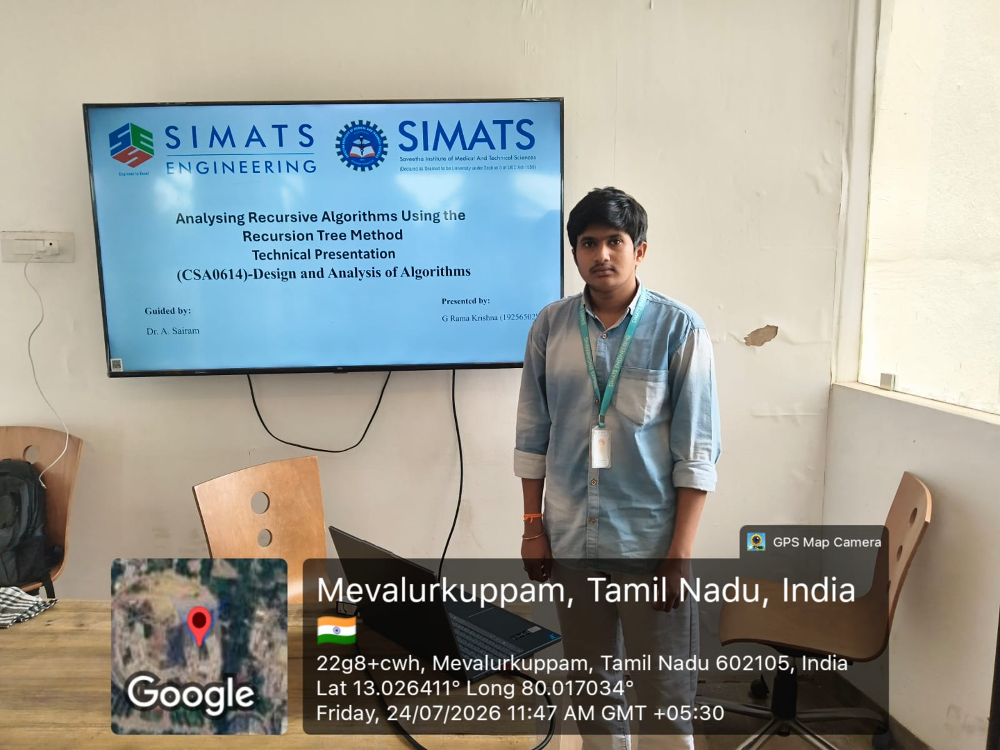 SIMATS
ENGINEERING
Engineer to Excel
SIMATS
Saveetha Institute of Medical And Technical Sciences
(Declared as Deemed to be University under Section 3 of UGC Act 1956)
Analysing Recursive Algorithms Using the
Recursion Tree Method
Technical Presentation
(CSA0614)-Design and Analysis of Algorithms
Guided by:
Dr. A. Sairam
Presented by:
G Rama Krishna (19256502
SIMATS ENGINEERING
SIMATS ENGINEERING
GPS Map Camera
Mevalurkuppam, Tamil Nadu, India
22g8+cwh, Mevalurkuppam, Tamil Nadu 602105, India
Lat 13.026411° Long 80.017034°
Friday, 24/07/2026 11:47 AM GMT +05:30
Google